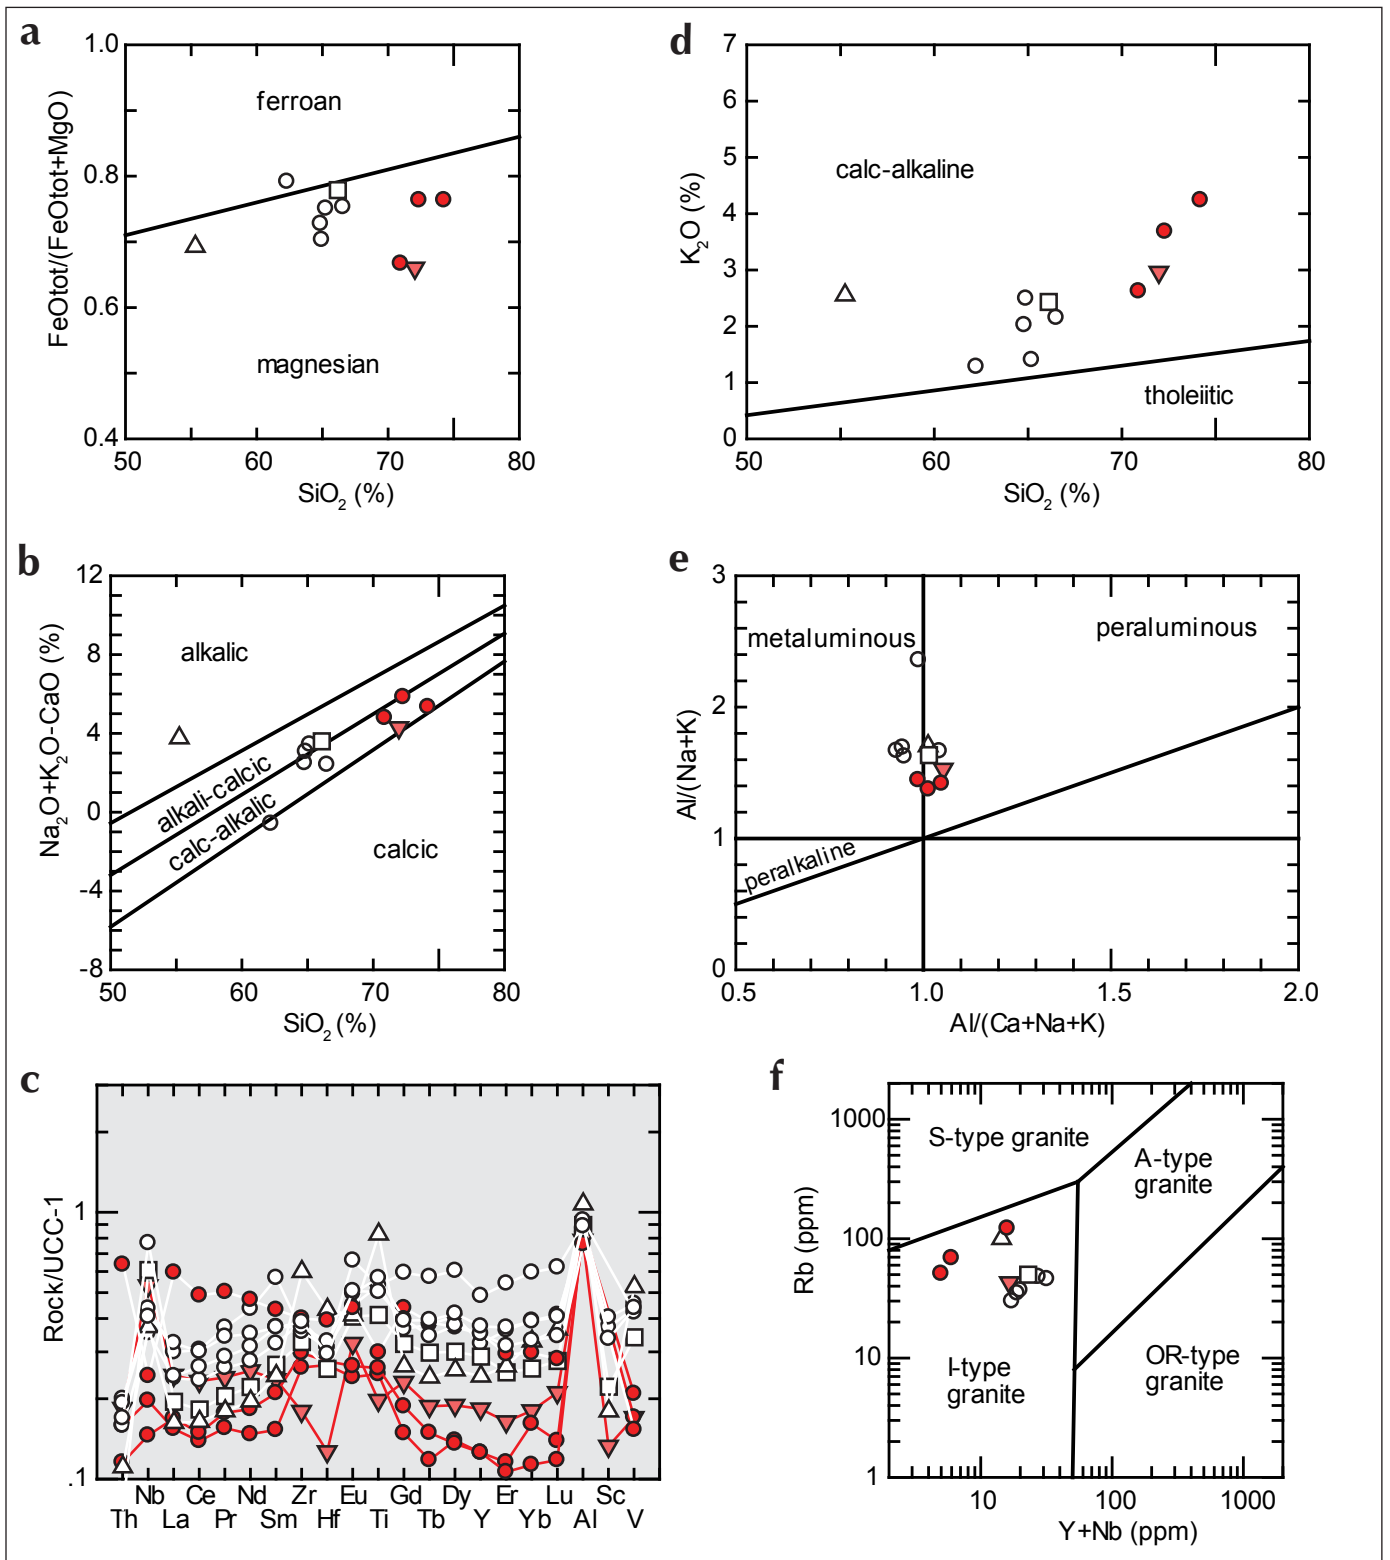 a
1.0
0.8
0.6
0.4
FeOtot/(FeOtot+MgO)
ferroan
magnesian
50 60 70 80
SiO2 (%)
d
7
6
5
4
3
2
1
0
K2O (%)
calc-alkaline
tholeiitic
50 60 70 80
SiO2 (%)
b
12
8
4
0
-4
-8
Na2O+K2O-CaO (%)
alkalic
alkali-calcic
calc-alkalic
calcic
50 60 70 80
SiO2 (%)
e
3
2
1
0
Al/(Na+K)
metaluminous
peraluminous
peralkaline
0.5 1.0 1.5 2.0
Al/(Ca+Na+K)
c
1
.1
Rock/UCC-1
Nb Ce Nd Zr Eu Gd Dy Er Lu Sc
Th La Pr Sm Hf Ti Tb Y Yb Al V
f
1000
100
10
1
Rb (ppm)
S-type granite
A-type
granite
I-type
granite
OR-type
granite
10 100 1000
Y+Nb (ppm)